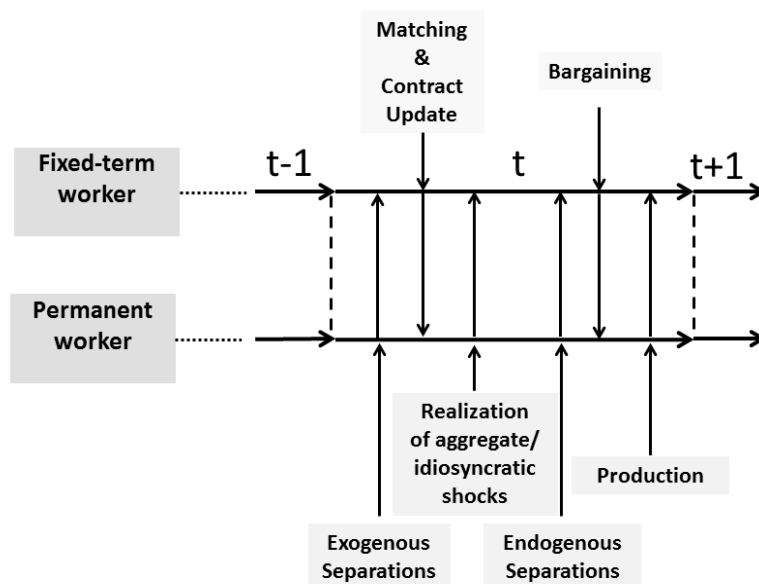 Matching
&
Contract
Update
Bargaining
Fixed-term
worker
t-1
t
t+1
Permanent
worker
Realization
of aggregate/
idiosyncratic
shocks
Production
Exogenous
Separations
Endogenous
Separations